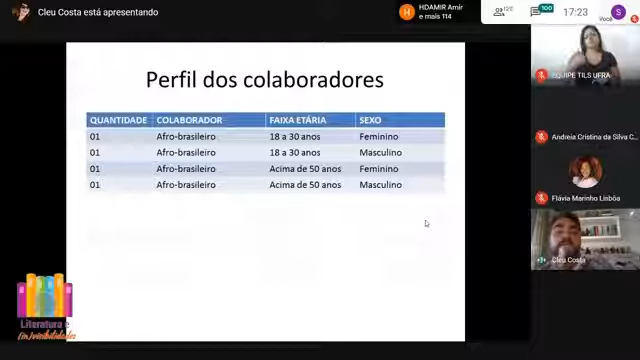 Cleu Costa está apresentando
HDAMIR Amir
e mais 114
H
100
17:23
S
Você
Perfil dos colaboradores
QUANTIDADE COLABORADOR FAIXA ETÁRIA SEXO
01 Afro-brasileiro 18 a 30 anos Feminino
01 Afro-brasileiro 18 a 30 anos Masculino
01 Afro-brasileiro Acima de 50 anos Feminino
01 Afro-brasileiro Acima de 50 anos Masculino
EQUIPE TILS UFRA
Andreia Cristina da Silva C...
Flávia Marinho Lisbôa
Cleu Costa
Literatura e
(in)visibilidades